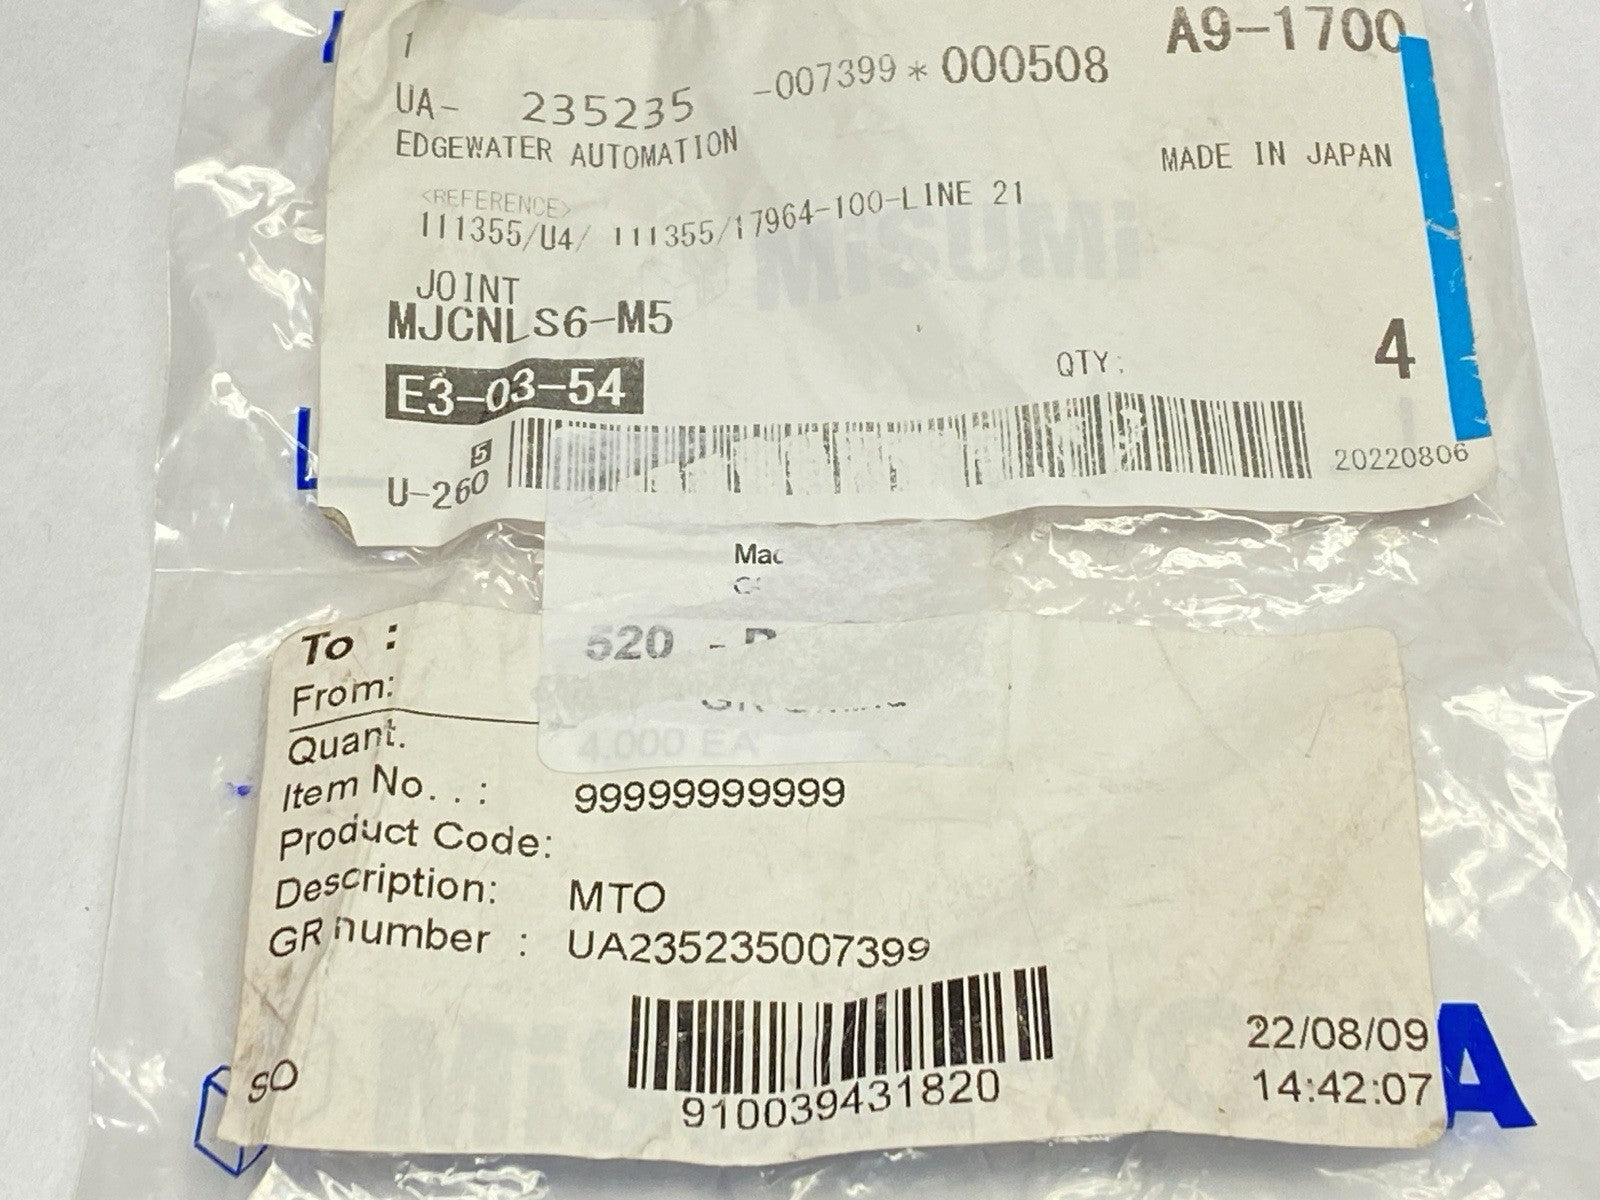 1
A9-1700
UA- 235235 -007399 * 000508
EDGEWATER AUTOMATION
MADE IN JAPAN
<REFERENCE>
111355/U4/ 111355/17964-100-LINE 21
MiSUMi
JOINT
MJCNLS6-M5
QTY: 4
E3-03-54
5
U-260
20220806
520 -
4.000 EA
To :
From:
Quant.
Item No. . : 99999999999
Product Code:
Description: MTO
GR number : UA235235007399
22/08/09
SO
910039431820
14:42:07
A